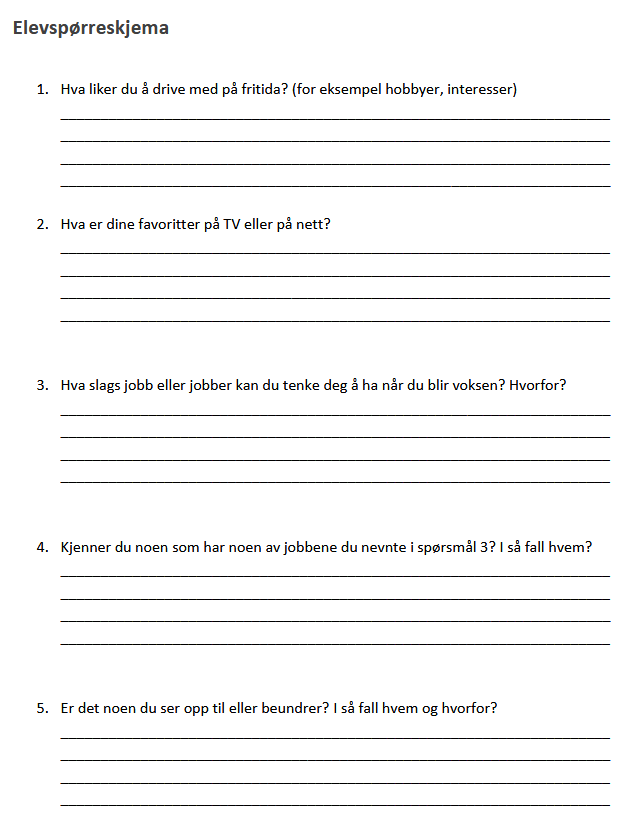 Elevspørreskjema
1. Hva liker du å drive med på fritida? (for eksempel hobbyer, interesser)
2. Hva er dine favoritter på TV eller på nett?
3. Hva slags jobb eller jobber kan du tenke deg å ha når du blir voksen? Hvorfor?
4. Kjenner du noen som har noen av jobbene du nevnte i spørsmål 3? I så fall hvem?
5. Er det noen du ser opp til eller beundrer? I så fall hvem og hvorfor?